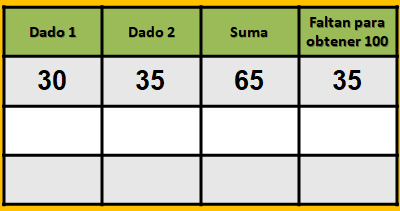 Dado 1 Dado 2 Suma Faltan para
obtener 100
30 35 65 35